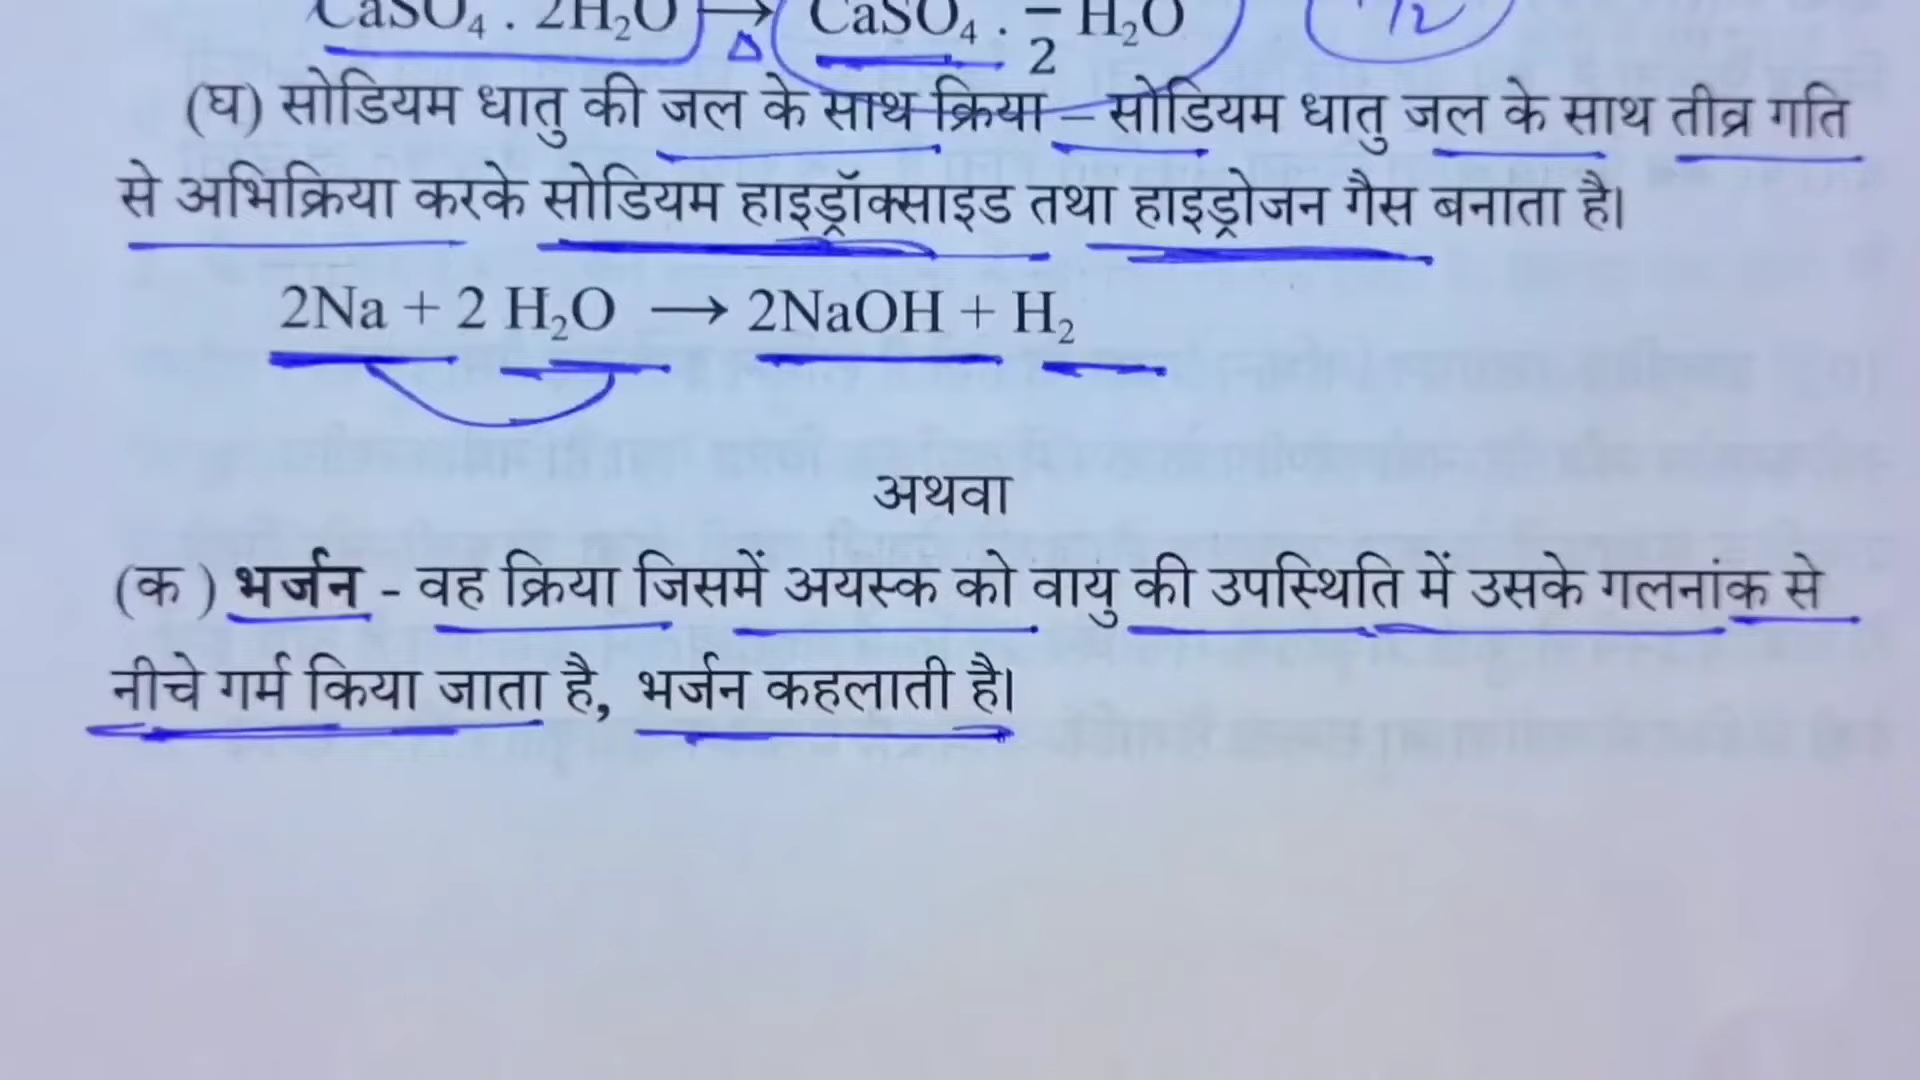 CaSO₄ . 2H₂O → CaSO₄ . ‾/2 H₂O 1/2
Δ
(घ) सोडियम धातु की जल के साथ क्रिया – सोडियम धातु जल के साथ तीव्र गति
से अभिक्रिया करके सोडियम हाइड्रॉक्साइड तथा हाइड्रोजन गैस बनाता है।
2Na + 2 H₂O → 2NaOH + H₂
अथवा
(क ) भर्जन - वह क्रिया जिसमें अयस्क को वायु की उपस्थिति में उसके गलनांक से
नीचे गर्म किया जाता है, भर्जन कहलाती है।